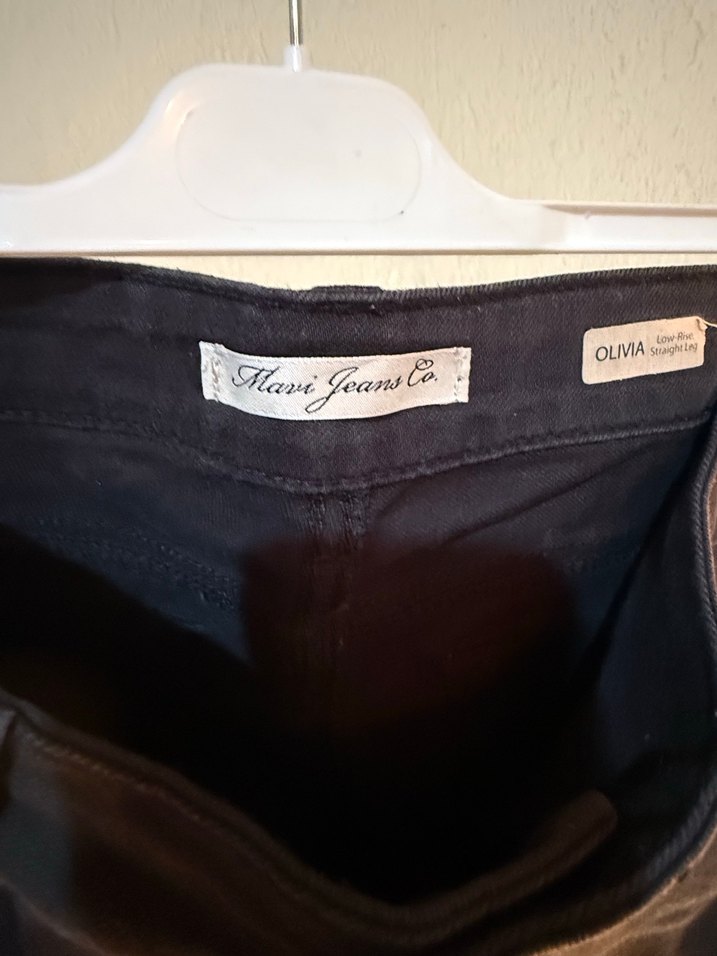 Mavi Jeans Co.
OLIVIA
Low-Rise,
Straight Leg